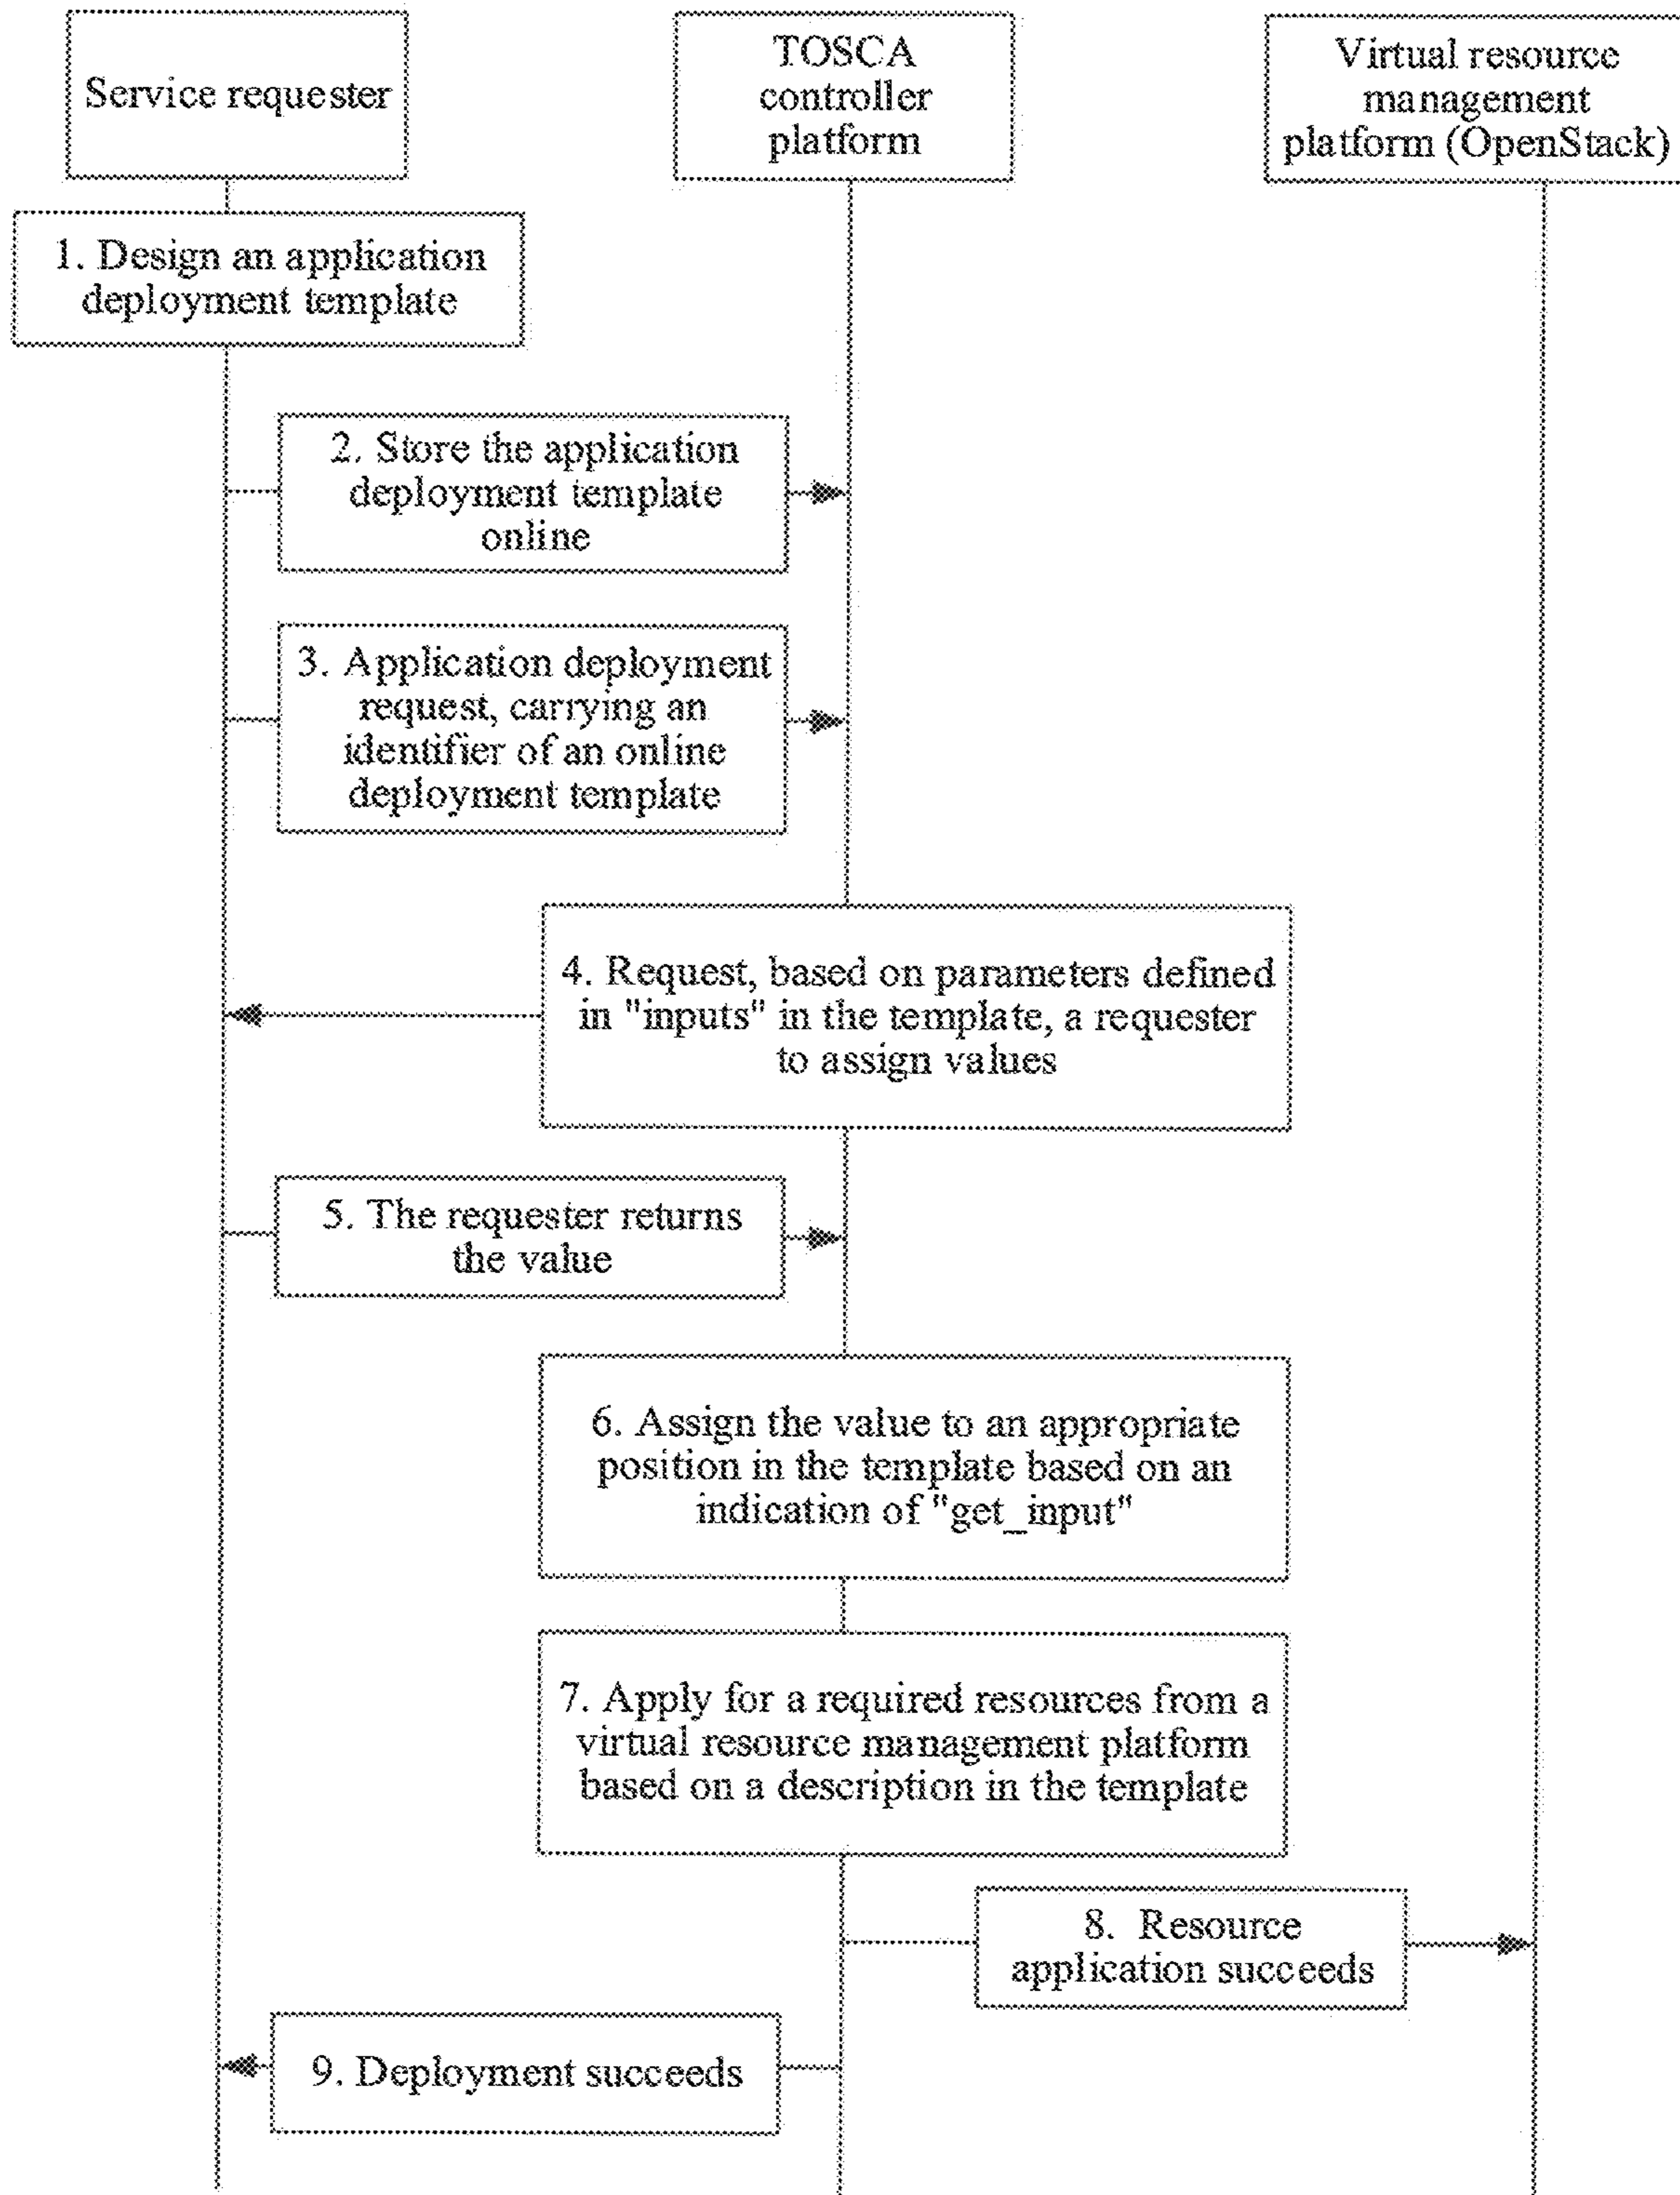 Service requester
TOSCA
controller
platform
Virtual resource
management
platform (OpenStack)
1. Design an application
deployment template
2. Store the application
deployment template
online
3. Application deployment
request, carrying an
identifier of an online
deployment template
4. Request, based on parameters defined
in "inputs" in the template, a requester
to assign values
5. The requester returns
the value
6. Assign the value to an appropriate
position in the template based on an
indication of "get_input"
7. Apply for a required resources from a
virtual resource management platform
based on a description in the template
8. Resource
application succeeds
9. Deployment succeeds